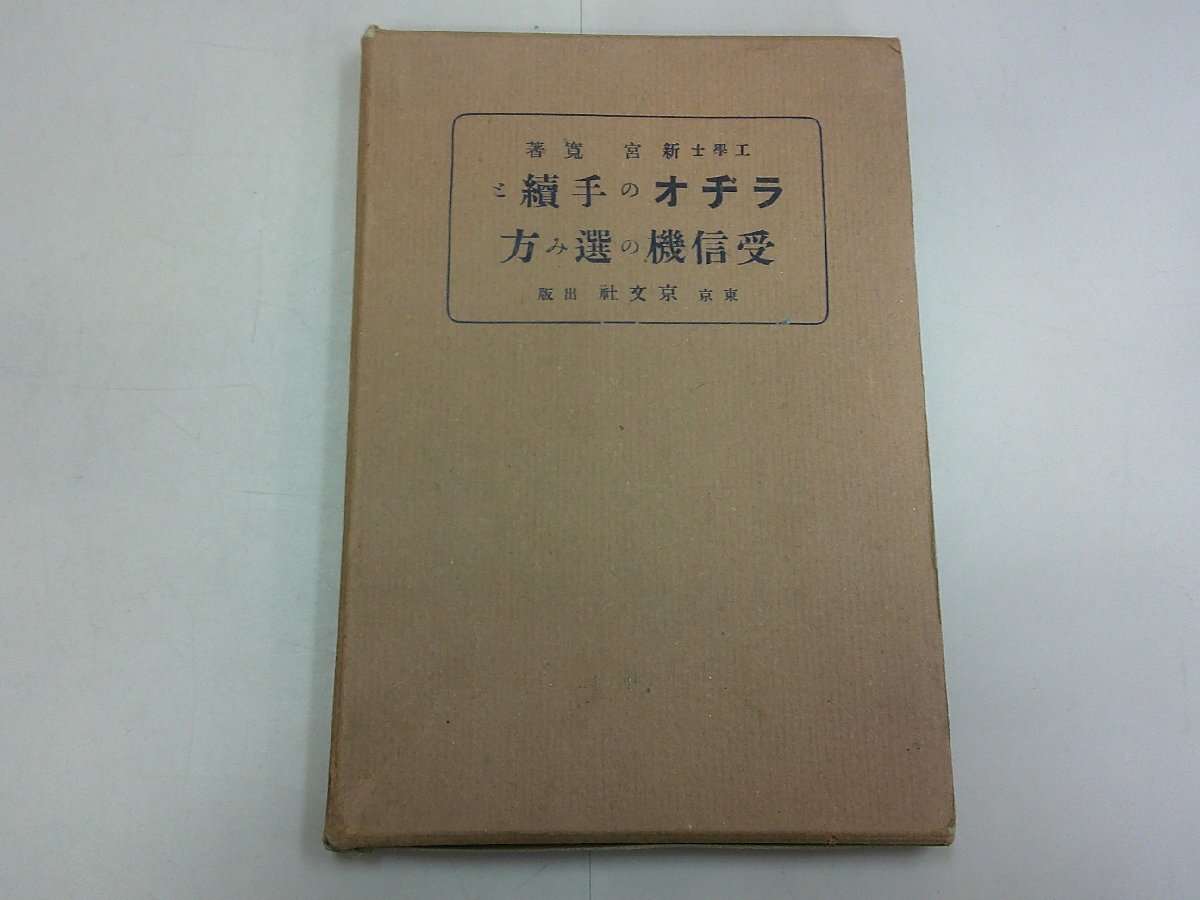 工學士新宮寬著
ラヂオの手續と
受信機の選み方
東京京文社出版